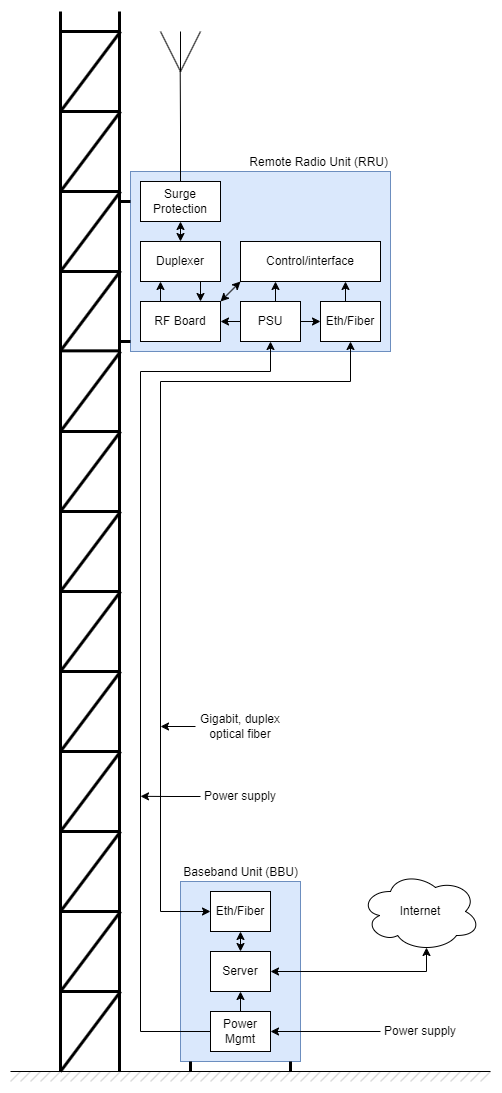 Remote Radio Unit (RRU)
Surge
Protection
Duplexer
Control/interface
RF Board
PSU
Eth/Fiber
Gigabit, duplex
optical fiber
Power supply
Baseband Unit (BBU)
Eth/Fiber
Internet
Server
Power
Mgmt
Power supply